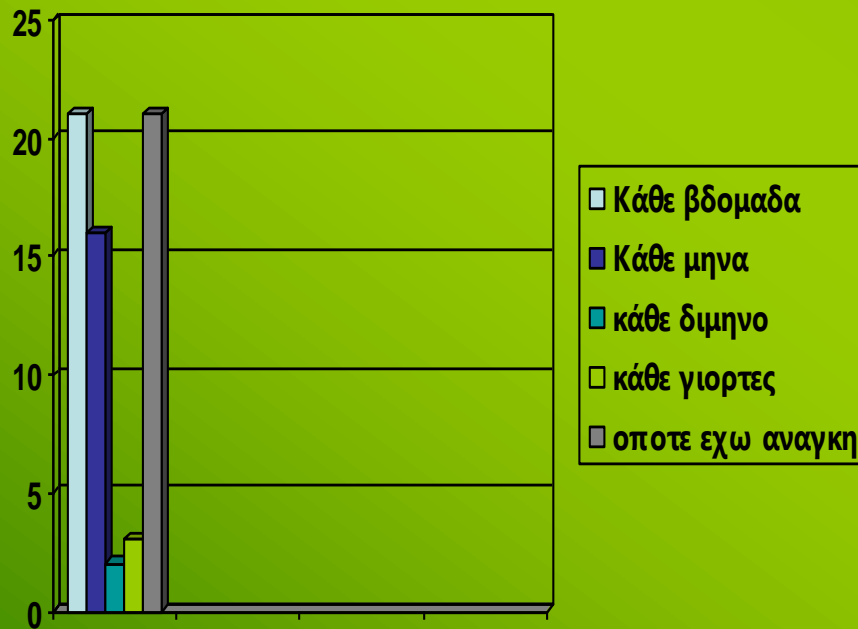 25
20
15
10
5
0
Κάθε βδομαδα
Κάθε μηνα
κάθε διμηνο
κάθε γιορτες
οποτε εχω αναγκη